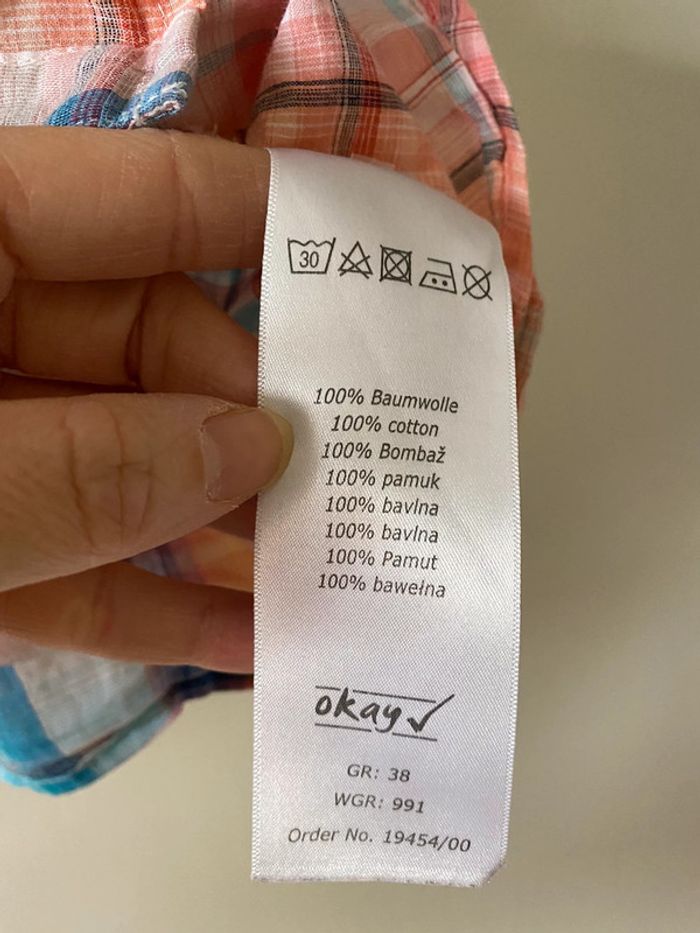 30
100% Baumwolle
100% cotton
100% Bombaž
100% pamuk
100% bavlna
100% bavlna
100% Pamut
100% bawełna
okay
GR: 38
WGR: 991
Order No. 19454/00